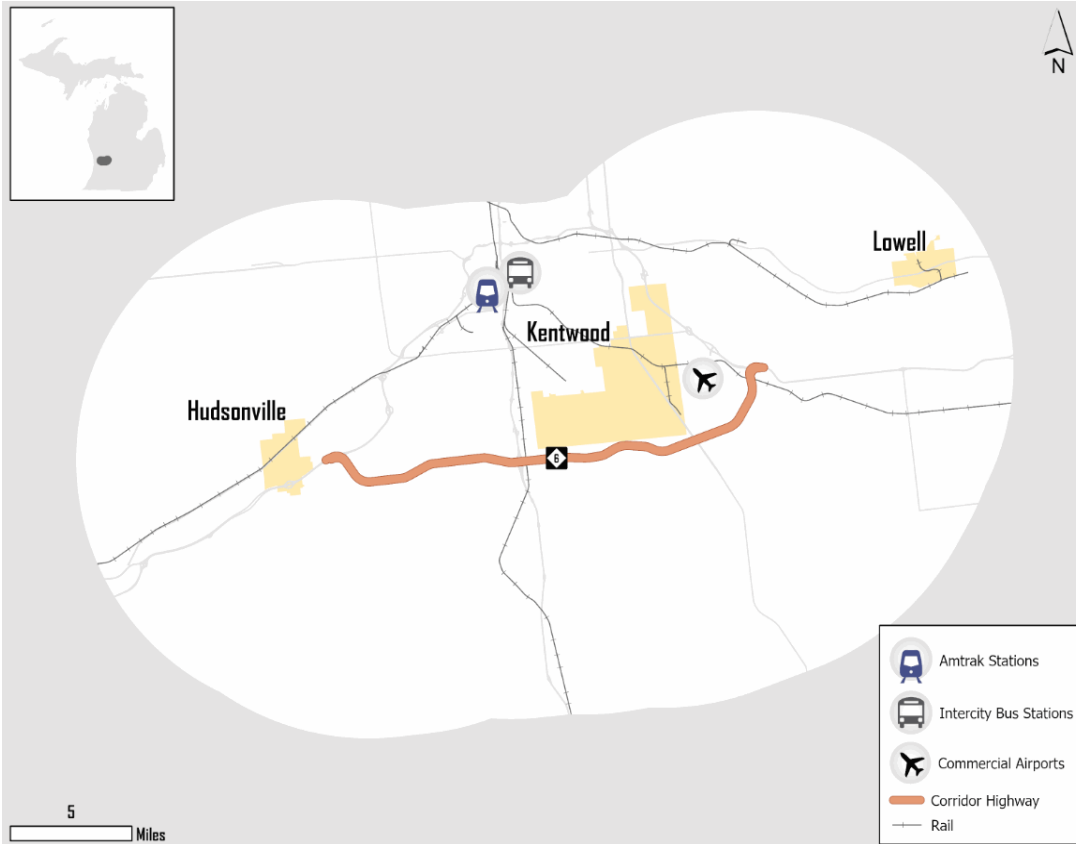 N
Lowell
Kentwood
Hudsonville
6
Amtrak Stations
Intercity Bus Stations
Commercial Airports
Corridor Highway
Rail
5
Miles